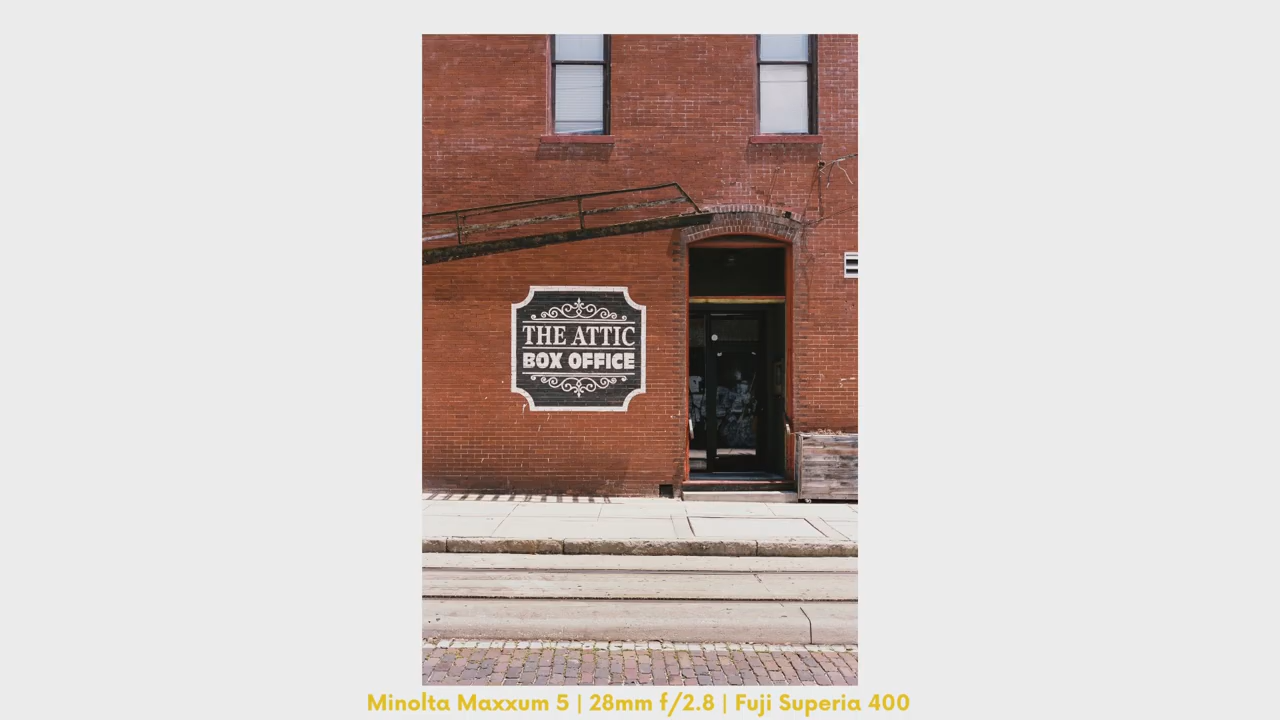 THE ATTIC
BOX OFFICE
Minolta Maxxum 5 | 28mm f/2.8 | Fuji Superia 400